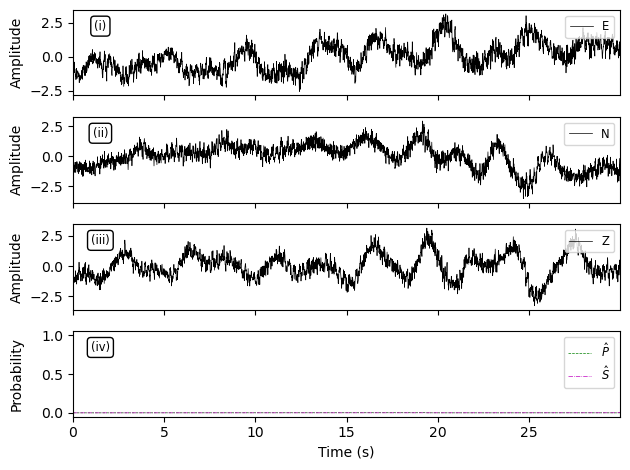 Amplitude
2.5
0.0
−2.5
(i)
E
Amplitude
2.5
0.0
−2.5
(ii)
N
Amplitude
2.5
0.0
−2.5
(iii)
Z
Probability
1.0
0.5
0.0
(iv)
P̂
Ŝ
0 5 10 15 20 25
Time (s)